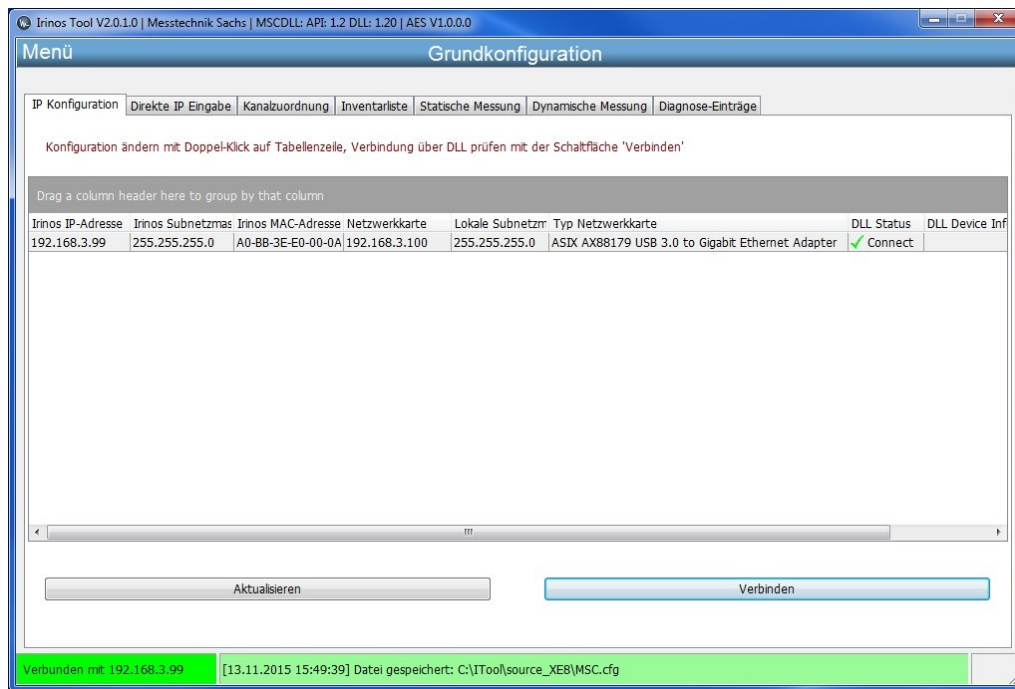 Irinos Tool V2.0.1.0 | Messtechnik Sachs | MSCDLL: API: 1.2 DLL: 1.20 | AES V1.0.0.0
Menü Grundkonfiguration
IP Konfiguration Direkte IP Eingabe Kanalzuordnung Inventarliste Statische Messung Dynamische Messung Diagnose-Einträge
Konfiguration ändern mit Doppel-Klick auf Tabellenzeile, Verbindung über DLL prüfen mit der Schaltfläche 'Verbinden'
Drag a column header here to group by that column
Irinos IP-Adresse Irinos Subnetzmas Irinos MAC-Adresse Netzwerkkarte Lokale Subnetzm Typ Netzwerkkarte DLL Status DLL Device Inf
192.168.3.99 255.255.255.0 A0-BB-3E-E0-00-0A 192.168.3.100 255.255.255.0 ASIX AX88179 USB 3.0 to Gigabit Ethernet Adapter Connect
Aktualisieren Verbinden
Verbunden mit 192.168.3.99 [13.11.2015 15:49:39] Datei gespeichert: C:\ITool\source_XE8\MSC.cfg